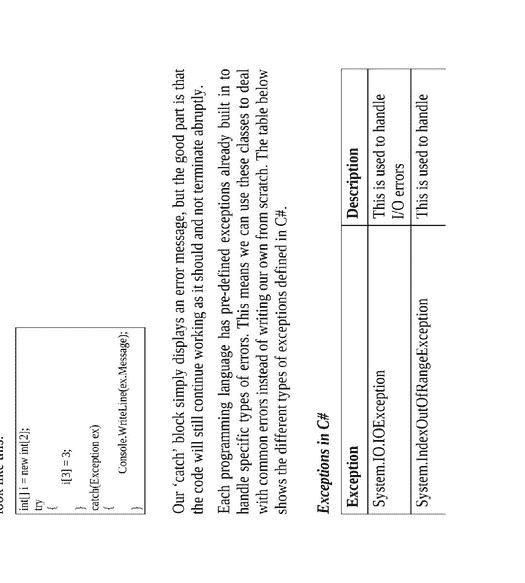 look like this:
int[] i = new int[2];
try
{
i[3] = 3;
}
catch(Exception ex)
{
Console.WriteLine(ex.Message);
}
Our ‘catch’ block simply displays an error message, but the good part is that
the code will still continue working as it should and not terminate abruptly.
Each programming language has pre-defined exceptions already built in to
handle specific types of errors. This means we can use these classes to deal
with common errors instead of writing our own from scratch. The table below
shows the different types of exceptions defined in C#.
Exceptions in C#
Exception Description
System.IO.IOException This is used to handle
I/O errors
System.IndexOutOfRangeException This is used to handle